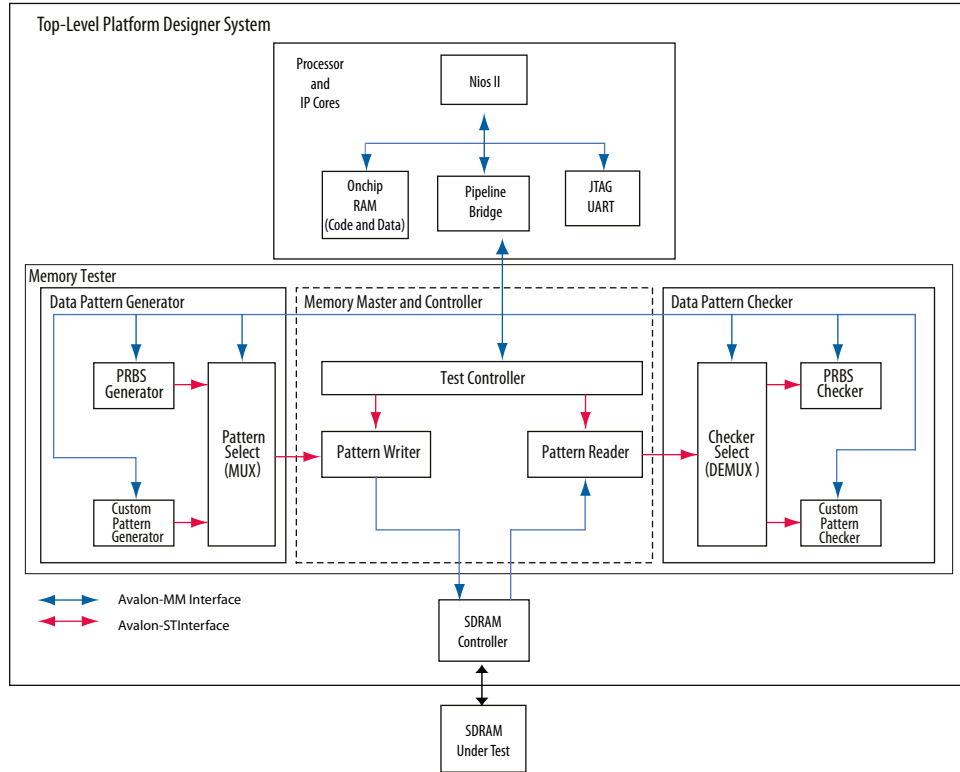 Top-Level Platform Designer System
Processor
and
IP Cores
Nios II
Onchip
RAM
(Code and Data)
Pipeline
Bridge
JTAG
UART
Memory Tester
Data Pattern Generator
Memory Master and Controller
Data Pattern Checker
PRBS
Generator
Pattern
Select
(MUX)
Custom
Pattern
Generator
Test Controller
Pattern Writer
Pattern Reader
Checker
Select
(DEMUX )
PRBS
Checker
Custom
Pattern
Checker
Avalon-MM Interface
Avalon-STInterface
SDRAM
Controller
SDRAM
Under Test